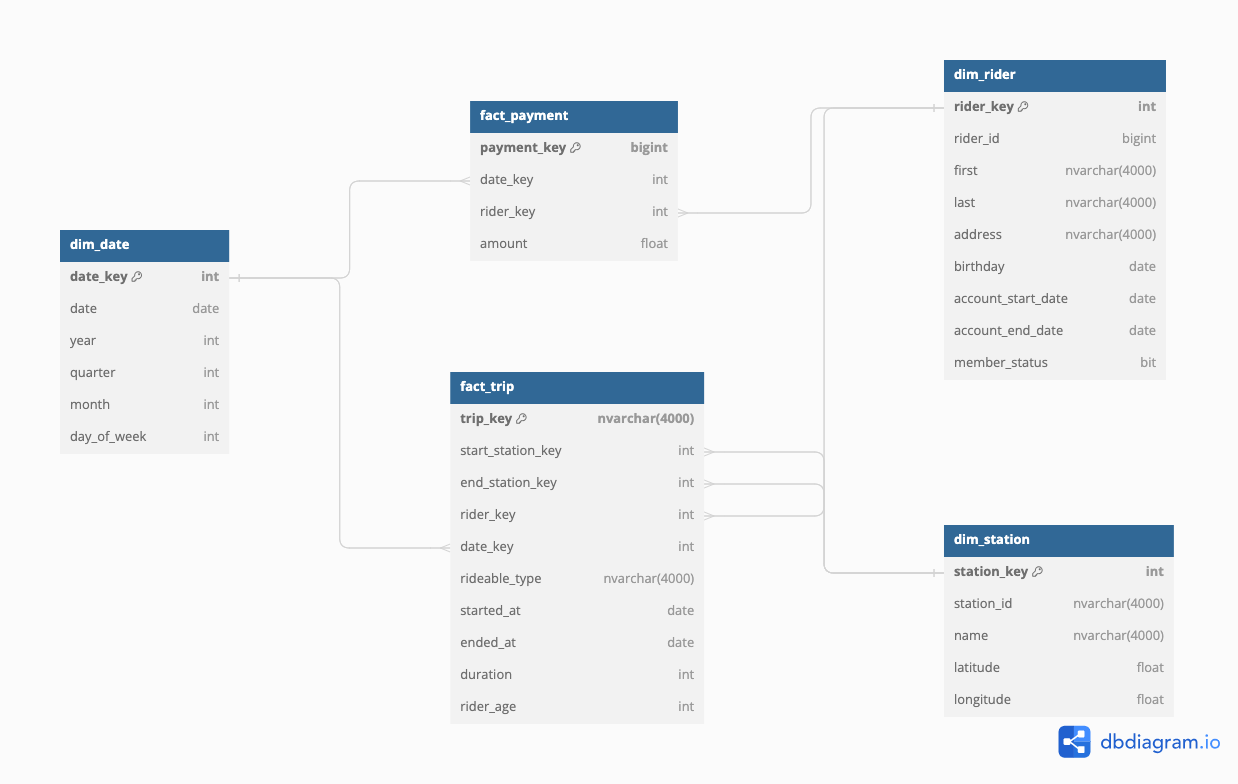 dim_rider
rider_key int
rider_id bigint
first nvarchar(4000)
last nvarchar(4000)
address nvarchar(4000)
birthday date
account_start_date date
account_end_date date
member_status bit
fact_payment
payment_key bigint
date_key int
rider_key int
amount float
dim_date
date_key int
date date
year int
quarter int
month int
day_of_week int
fact_trip
trip_key nvarchar(4000)
start_station_key int
end_station_key int
rider_key int
date_key int
rideable_type nvarchar(4000)
started_at date
ended_at date
duration int
rider_age int
dim_station
station_key int
station_id nvarchar(4000)
name nvarchar(4000)
latitude float
longitude float
dbdiagram.io